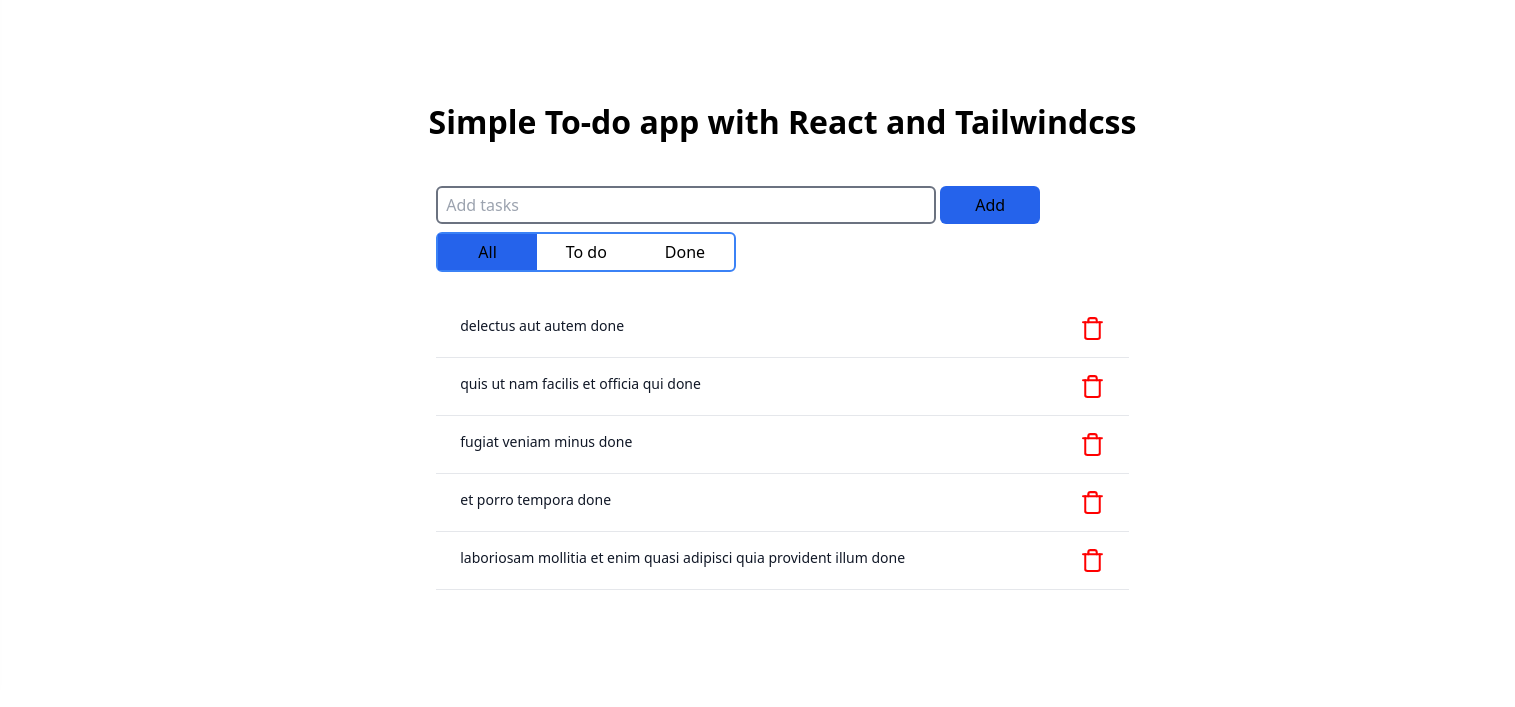 Simple To-do app with React and Tailwindcss
Add tasks
Add
All
To do
Done
delectus aut autem done
quis ut nam facilis et officia qui done
fugiat veniam minus done
et porro tempora done
laboriosam mollitia et enim quasi adipisci quia provident illum done